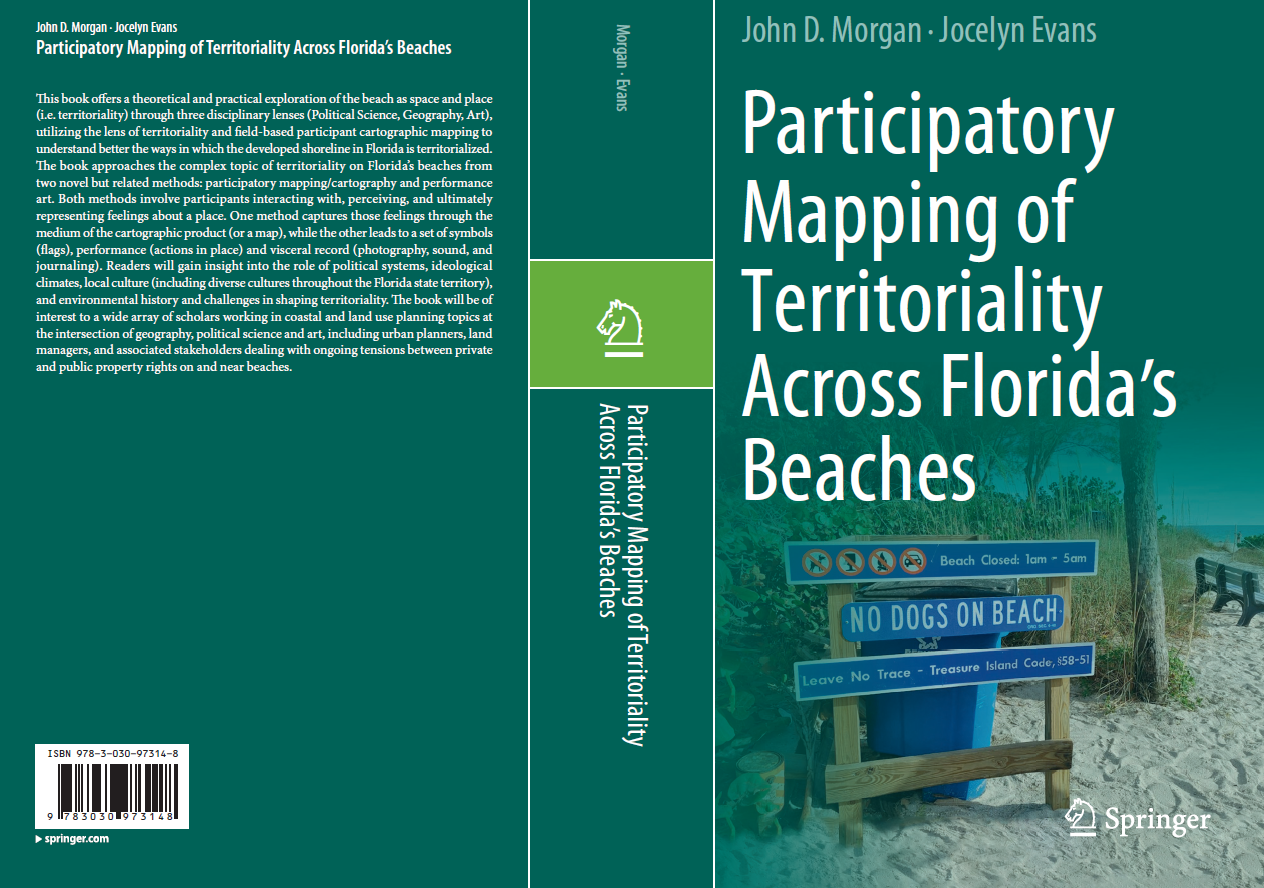 John D. Morgan · Jocelyn Evans
Participatory Mapping of Territoriality Across Florida's Beaches
This book offers a theoretical and practical exploration of the beach as space and place
(i.e. territoriality) through three disciplinary lenses (Political Science, Geography, Art),
utilizing the lens of territoriality and field-based participant cartographic mapping to
understand better the ways in which the developed shoreline in Florida is territorialized.
The book approaches the complex topic of territoriality on Florida's beaches from
two novel but related methods: participatory mapping/cartography and performance
art. Both methods involve participants interacting with, perceiving, and ultimately
representing feelings about a place. One method captures those feelings through the
medium of the cartographic product (or a map), while the other leads to a set of symbols
(flags), performance (actions in place) and visceral record (photography, sound, and
journaling). Readers will gain insight into the role of political systems, ideological
climates, local culture (including diverse cultures throughout the Florida state territory),
and environmental history and challenges in shaping territoriality. The book will be of
interest to a wide array of scholars working in coastal and land use planning topics at
the intersection of geography, political science and art, including urban planners, land
managers, and associated stakeholders dealing with ongoing tensions between private
and public property rights on and near beaches.
ISBN 978-3-030-97314-8
9 783030 973148
springer.com
Morgan · Evans
Participatory Mapping of Territoriality
Across Florida's Beaches
John D. Morgan · Jocelyn Evans
Participatory
Mapping of
Territoriality
Across Florida's
Beaches
Beach Closed: 1am - 5am
NO DOGS ON BEACH
Leave No Trace - Treasure Island Code, §58-51
Springer